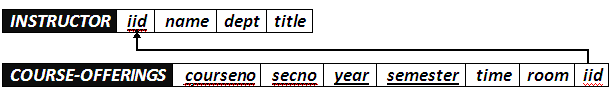 INSTRUCTOR iid name dept title
COURSE-OFFERINGS courseno secno year semester time room iid